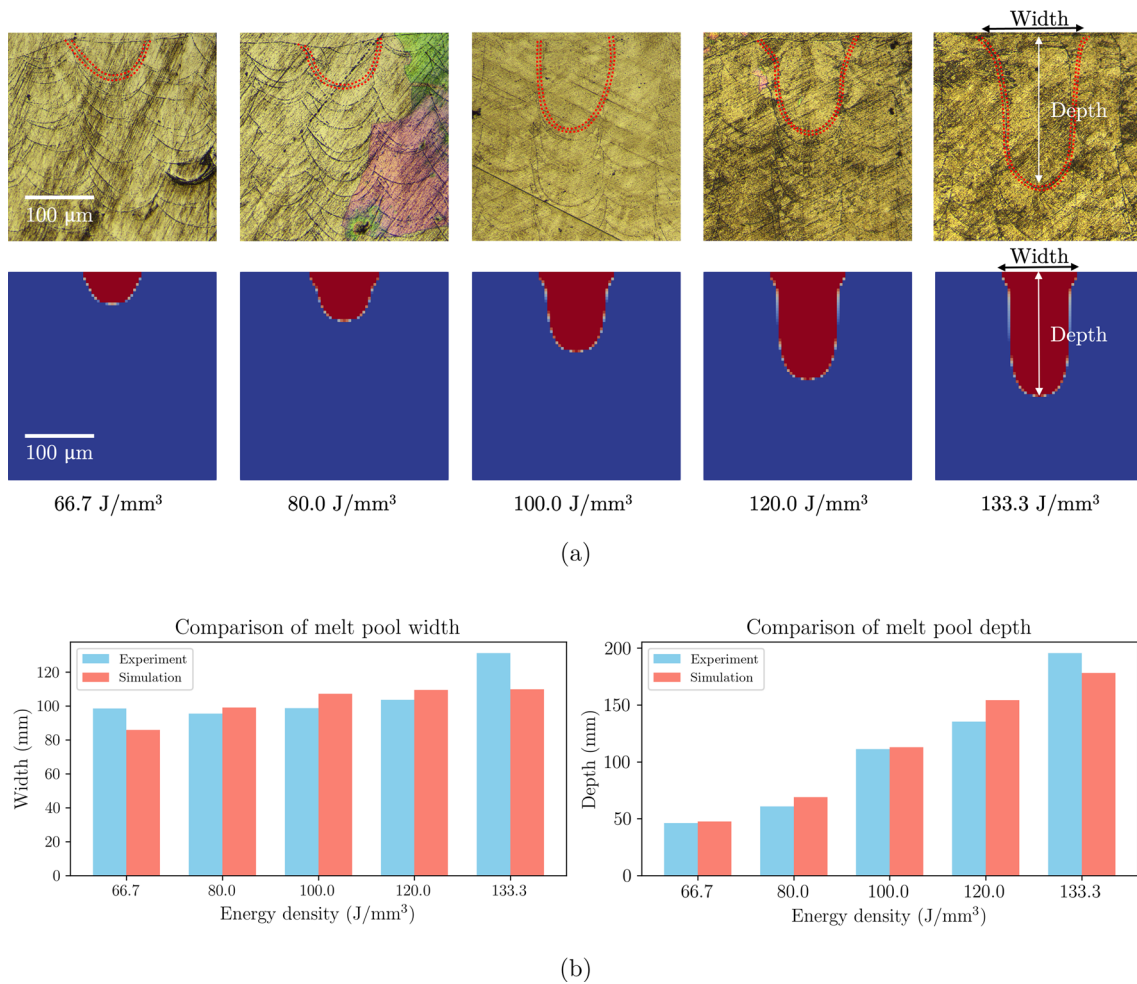 Width
Depth
100 μm
Width
Depth
100 μm
66.7 J/mm³
80.0 J/mm³
100.0 J/mm³
120.0 J/mm³
133.3 J/mm³
(a)
Comparison of melt pool width
Experiment
Simulation
Width (mm)
120
100
80
60
40
20
0
66.7
80.0
100.0
120.0
133.3
Energy density (J/mm³)
Comparison of melt pool depth
Experiment
Simulation
Depth (mm)
200
150
100
50
0
66.7
80.0
100.0
120.0
133.3
Energy density (J/mm³)
(b)